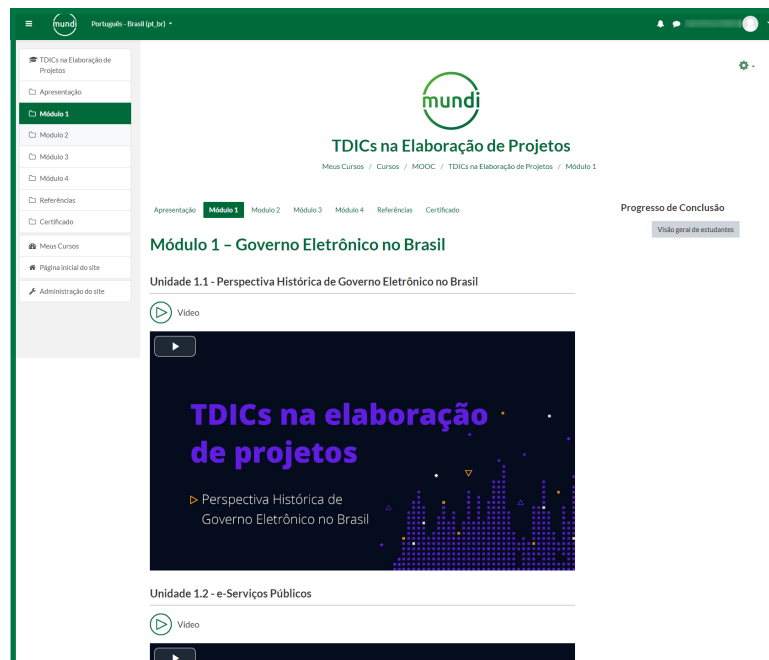 mundi
Português - Brasil (pt_br)
TDICs na Elaboração de
Projetos
Apresentação
Módulo 1
Modulo 2
Módulo 3
Módulo 4
Referências
Certificado
Meus Cursos
Página inicial do site
Administração do site
mundi
TDICs na Elaboração de Projetos
Meus Cursos / Cursos / MOOC / TDICs na Elaboração de Projetos / Módulo 1
Apresentação Módulo 1 Modulo 2 Módulo 3 Módulo 4 Referências Certificado
Progresso de Conclusão
Visão geral de estudantes
Módulo 1 – Governo Eletrônico no Brasil
Unidade 1.1 - Perspectiva Histórica de Governo Eletrônico no Brasil
Vídeo
TDICs na elaboração
de projetos
Perspectiva Histórica de
Governo Eletrônico no Brasil
Unidade 1.2 - e-Serviços Públicos
Vídeo